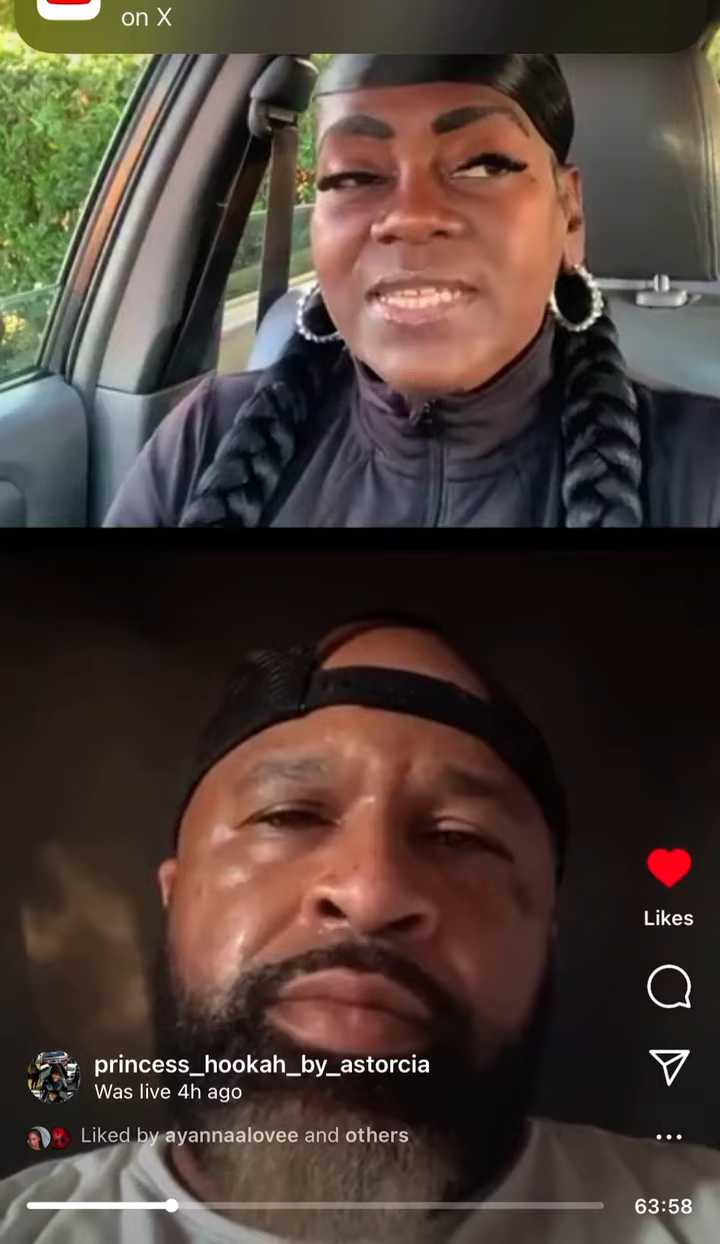 on X
Likes
princess_hookah_by_astorcia
Was live 4h ago
Liked by ayannaalovee and others
63:58